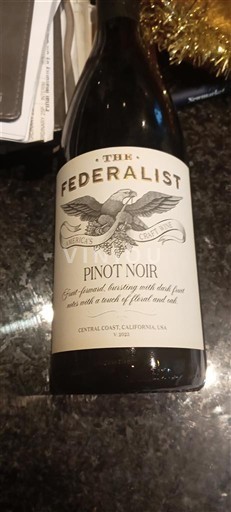 · THE ·
FEDERALIST
AMERICA'S CRAFT WINE
PINOT NOIR
Fruit-forward, bursting with dark fruit
notes with a touch of floral and oak.
CENTRAL COAST, CALIFORNIA, USA